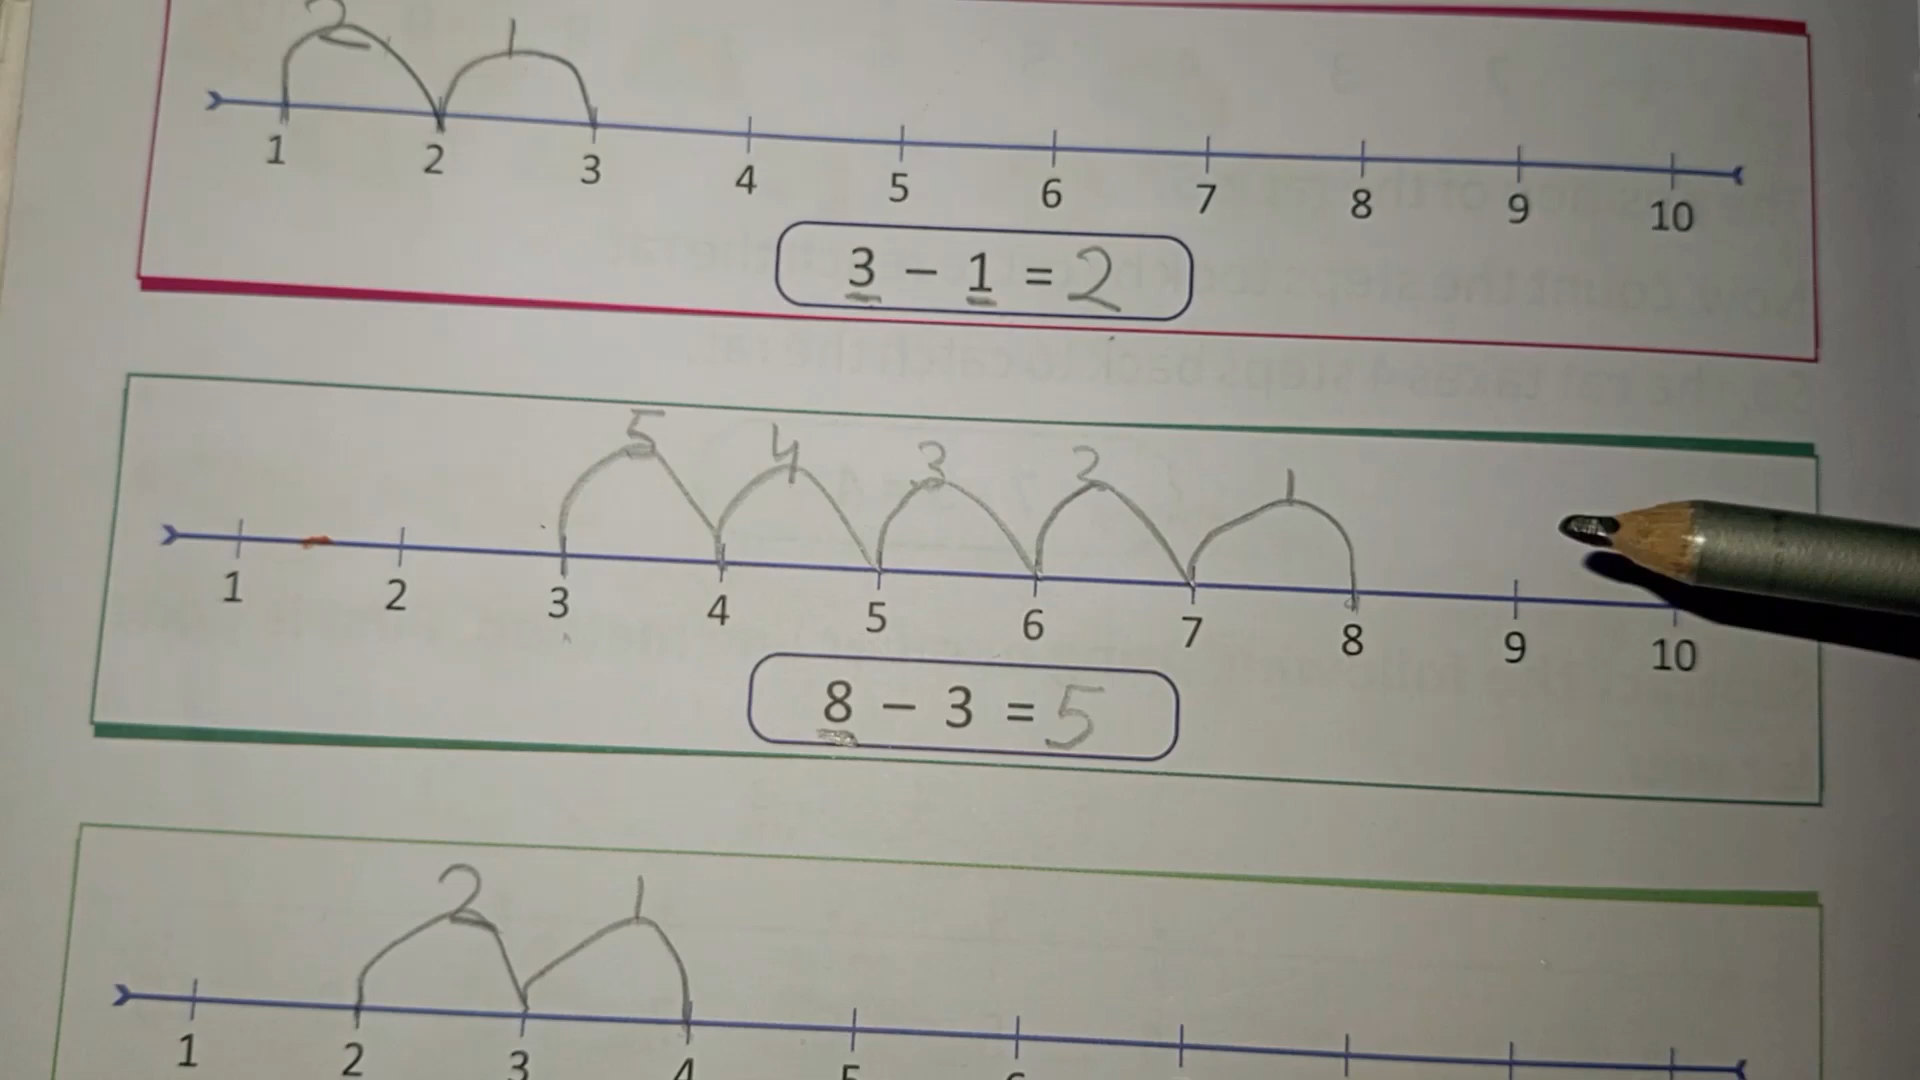 2 1
1 2 3 4 5 6 7 8 9 10
3 – 1 = 2
5 4 3 2 1
1 2 3 4 5 6 7 8 9 10
8 – 3 = 5
2 1
1 2 3 4 5 6